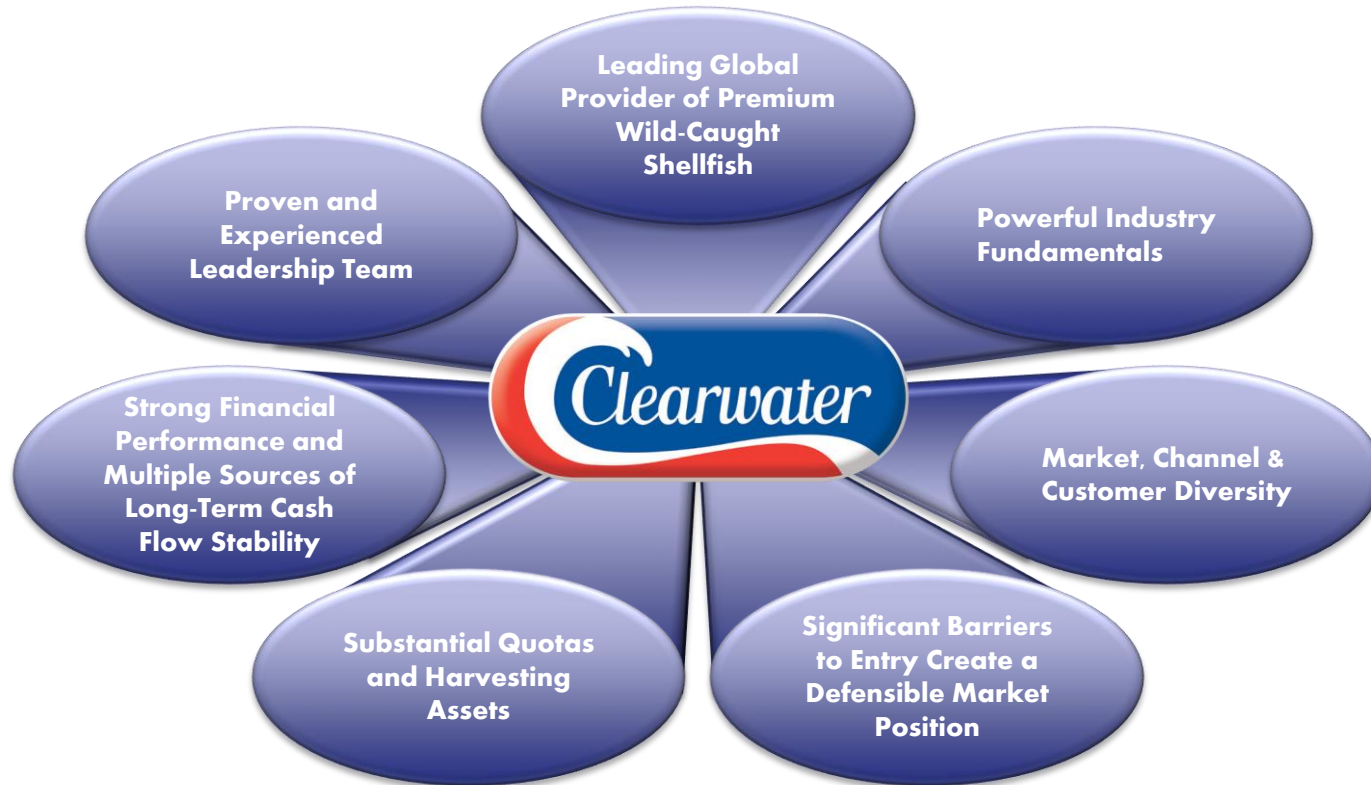 Leading Global
Provider of Premium
Wild-Caught
Shellfish
Powerful Industry
Fundamentals
Market, Channel &
Customer Diversity
Significant Barriers
to Entry Create a
Defensible Market
Position
Substantial Quotas
and Harvesting
Assets
Strong Financial
Performance and
Multiple Sources of
Long-Term Cash
Flow Stability
Proven and
Experienced
Leadership Team
Clearwater